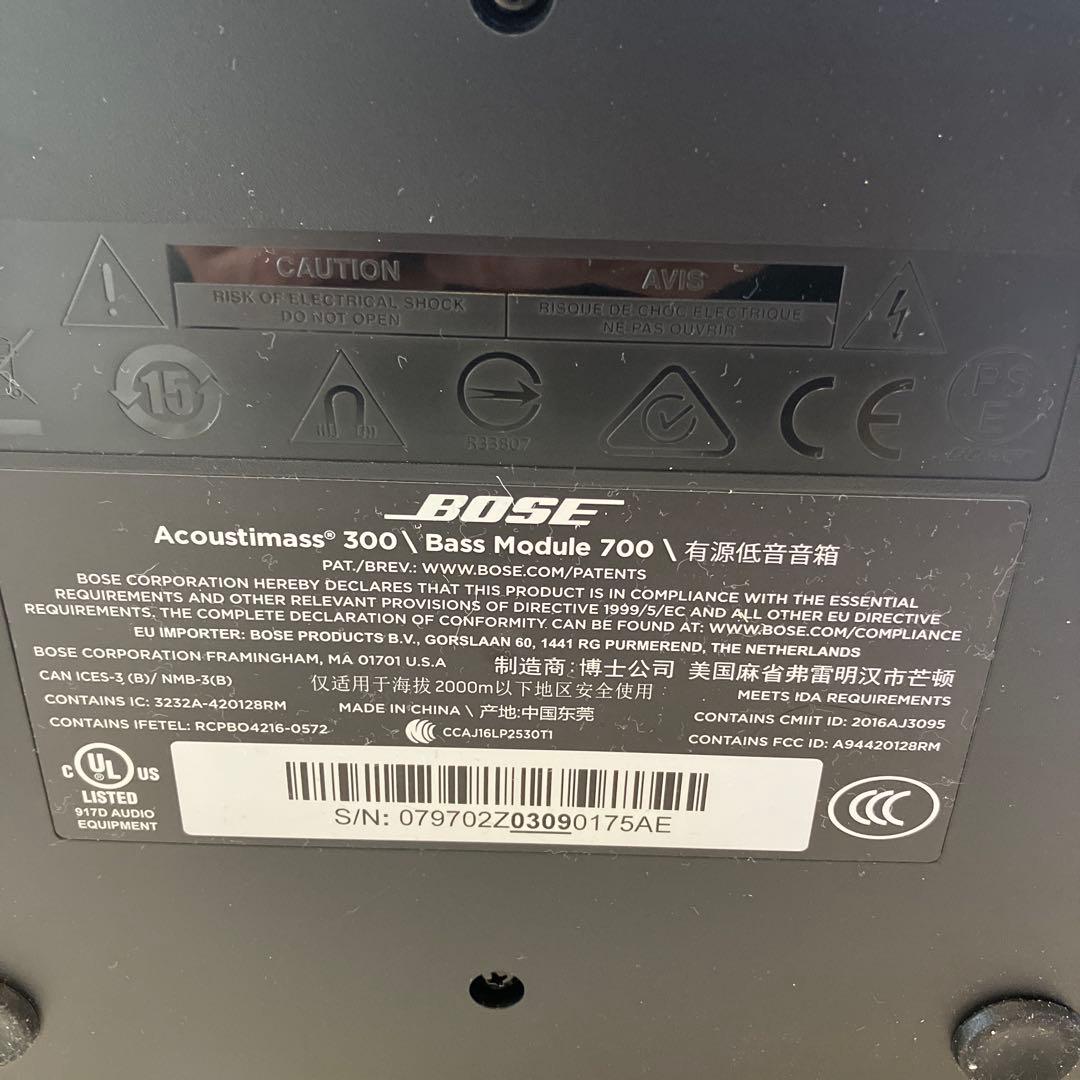 CAUTION
RISK OF ELECTRICAL SHOCK
DO NOT OPEN
AVIS
RISQUE DE CHOC ELECTRIQUE
NE PAS OUVRIR
15
R33807
CE
PS
E
BOSE
Acoustimass® 300 \ Bass Module 700 \ 有源低音音箱
PAT./BREV.: WWW.BOSE.COM/PATENTS
BOSE CORPORATION HEREBY DECLARES THAT THIS PRODUCT IS IN COMPLIANCE WITH THE ESSENTIAL
REQUIREMENTS AND OTHER RELEVANT PROVISIONS OF DIRECTIVE 1999/5/EC AND ALL OTHER EU DIRECTIVE
REQUIREMENTS. THE COMPLETE DECLARATION OF CONFORMITY CAN BE FOUND AT: WWW.BOSE.COM/COMPLIANCE
EU IMPORTER: BOSE PRODUCTS B.V., GORSLAAN 60, 1441 RG PURMEREND, THE NETHERLANDS
BOSE CORPORATION FRAMINGHAM, MA 01701 U.S.A 制造商:博士公司 美国麻省弗雷明汉市芒顿
CAN ICES-3 (B)/ NMB-3(B) 仅适用于海拔2000m以下地区安全使用 MEETS IDA REQUIREMENTS
CONTAINS IC: 3232A-420128RM MADE IN CHINA \ 产地:中国东莞 CONTAINS CMIIT ID: 2016AJ3095
CONTAINS IFETEL: RCPBO4216-0572 CCAJ16LP2530T1 CONTAINS FCC ID: A94420128RM
C UL US
LISTED
917D AUDIO
EQUIPMENT
S/N: 079702Z03090175AE
CCC